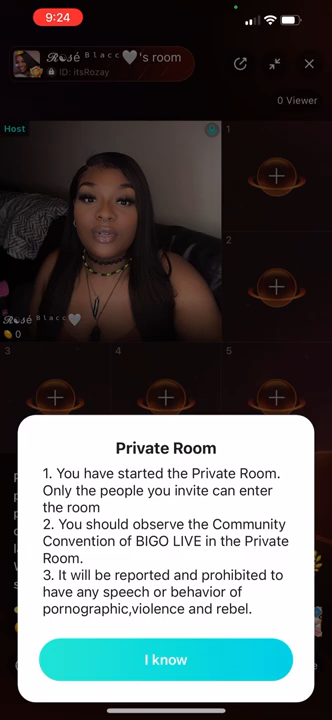 9:24
ℛ☯sé ᴮˡᵃᶜᶜ🤍's room
ID: itsRozay
0 Viewer
Host
1
ℛ☯sé ᴮˡᵃᶜᶜ🤍
0
2
3
4
5
Private Room
1. You have started the Private Room.
Only the people you invite can enter
the room
2. You should observe the Community
Convention of BIGO LIVE in the Private
Room.
3. It will be reported and prohibited to
have any speech or behavior of
pornographic,violence and rebel.
I know